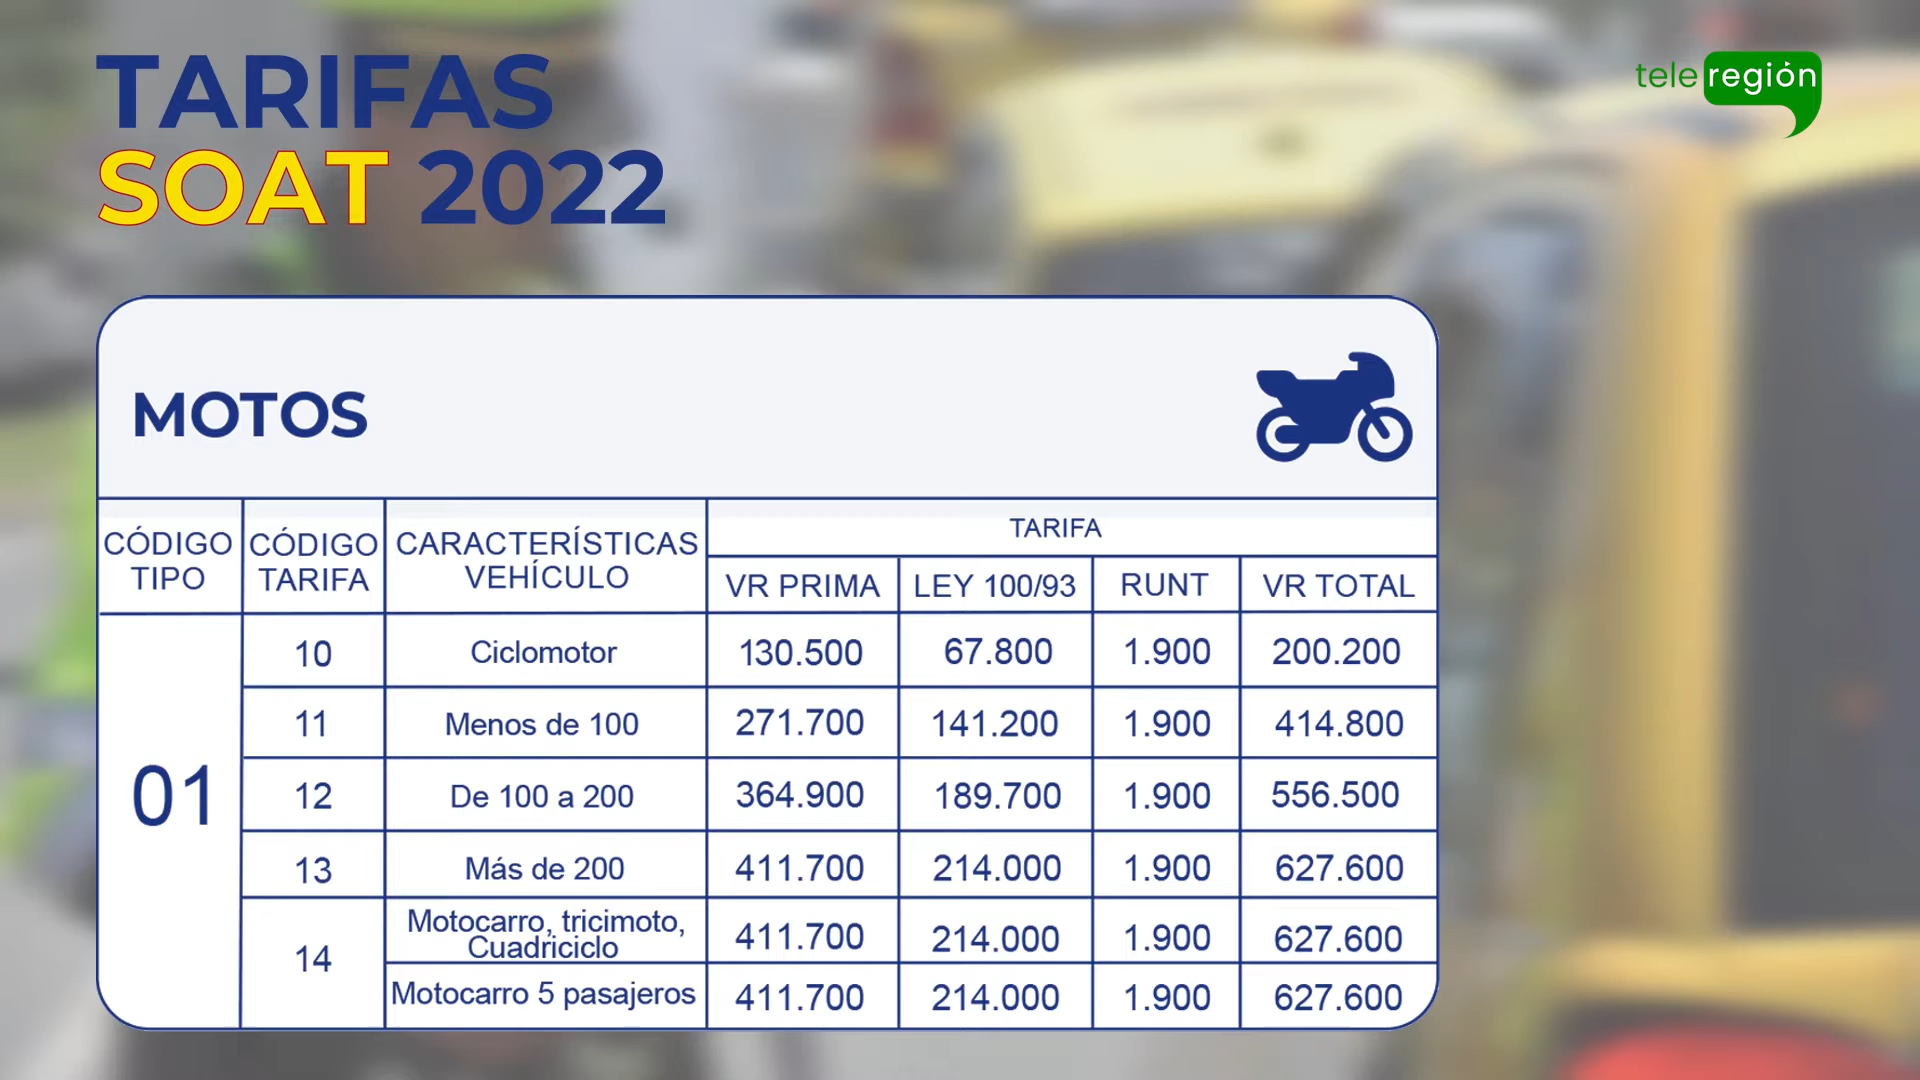 TARIFAS
SOAT 2022
teleregión
MOTOS
CÓDIGO TIPO
CÓDIGO TARIFA
CARACTERÍSTICAS VEHÍCULO
TARIFA
VR PRIMA LEY 100/93 RUNT VR TOTAL
01
10 Ciclomotor 130.500 67.800 1.900 200.200
11 Menos de 100 271.700 141.200 1.900 414.800
12 De 100 a 200 364.900 189.700 1.900 556.500
13 Más de 200 411.700 214.000 1.900 627.600
14
Motocarro, tricimoto,
Cuadriciclo 411.700 214.000 1.900 627.600
Motocarro 5 pasajeros 411.700 214.000 1.900 627.600